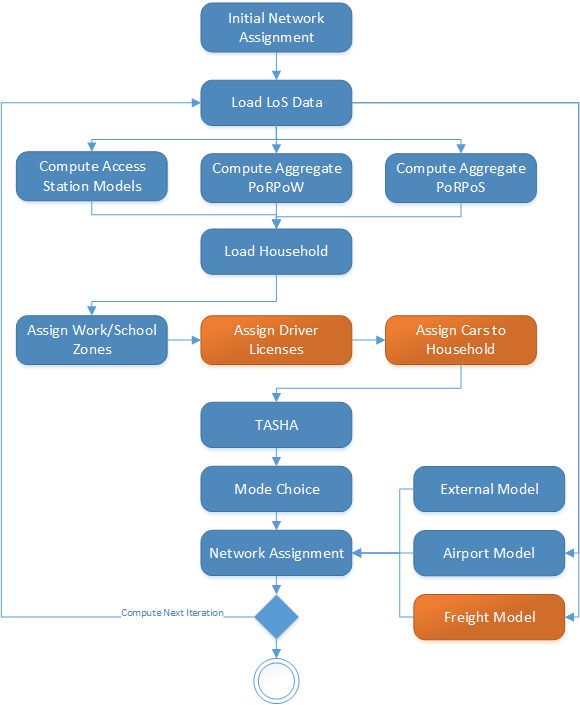 Initial Network
Assignment
Load LoS Data
Compute Access
Station Models
Compute Aggregate
PoRPoW
Compute Aggregate
PoRPoS
Load Household
Assign Work/School
Zones
Assign Driver
Licenses
Assign Cars to
Household
TASHA
Mode Choice
External Model
Network Assignment
Airport Model
Compute Next Iteration
Freight Model